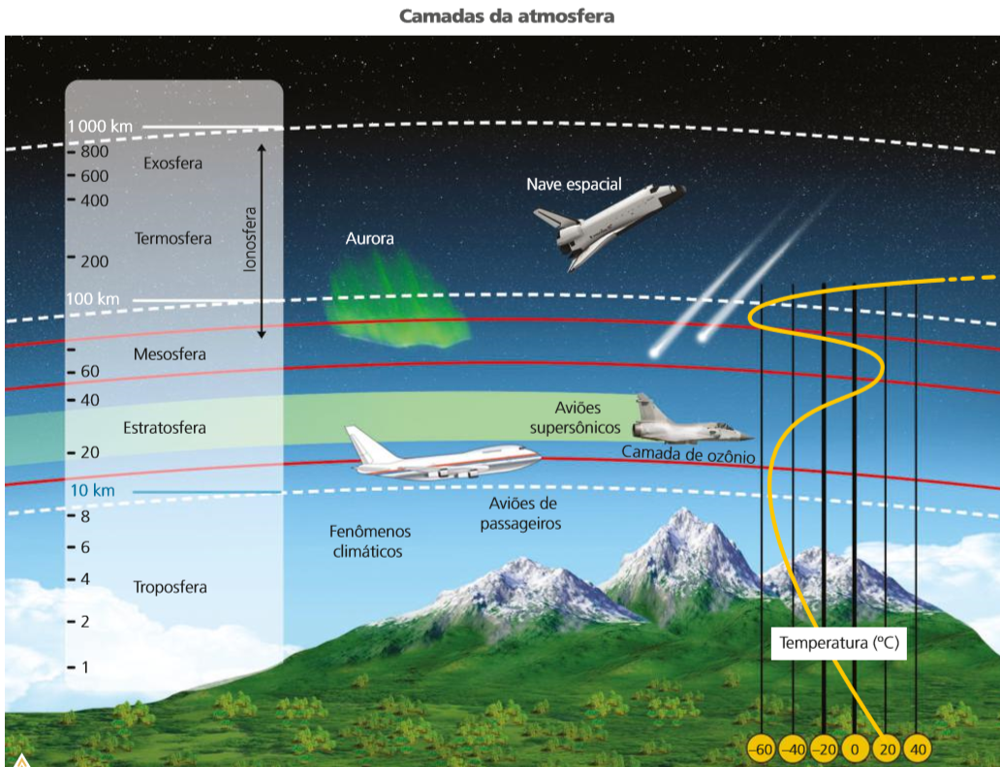 Camadas da atmosfera
1 000 km
800
Exosfera
600
400
Termosfera
200
Ionosfera
100 km
Mesosfera
60
40
Estratosfera
20
10 km
8
6
4
Troposfera
2
1
Nave espacial
Aurora
Aviões
supersônicos
Camada de ozônio
Aviões de
passageiros
Fenômenos
climáticos
Temperatura (ºC)
–60 –40 –20 0 20 40